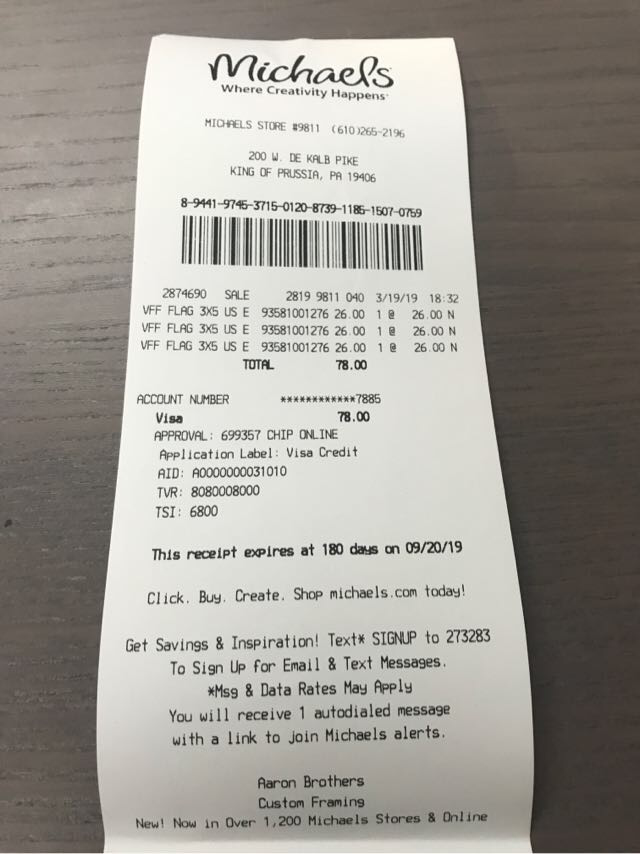 Michaels
Where Creativity Happens
MICHAELS STORE #9811 (610)265-2196
200 W. DE KALB PIKE
KING OF PRUSSIA, PA 19406
8-9441-9745-3715-0120-8739-1185-1507-0759
2874690 SALE 2819 9811 040 3/19/19 18:32
VFF FLAG 3X5 US E 93581001276 26.00 1 @ 26.00 N
VFF FLAG 3X5 US E 93581001276 26.00 1 @ 26.00 N
VFF FLAG 3X5 US E 93581001276 26.00 1 @ 26.00 N
TOTAL 78.00
ACCOUNT NUMBER ************7885
Visa 78.00
APPROVAL: 699357 CHIP ONLINE
Application Label: Visa Credit
AID: A0000000031010
TVR: 8080008000
TSI: 6800
This receipt expires at 180 days on 09/20/19
Click. Buy. Create. Shop michaels.com today!
Get Savings & Inspiration! Text* SIGNUP to 273283
To Sign Up for Email & Text Messages.
*Msg & Data Rates May Apply
You will receive 1 autodialed message
with a link to join Michaels alerts.
Aaron Brothers
Custom Framing
New! Now in Over 1,200 Michaels Stores & Online